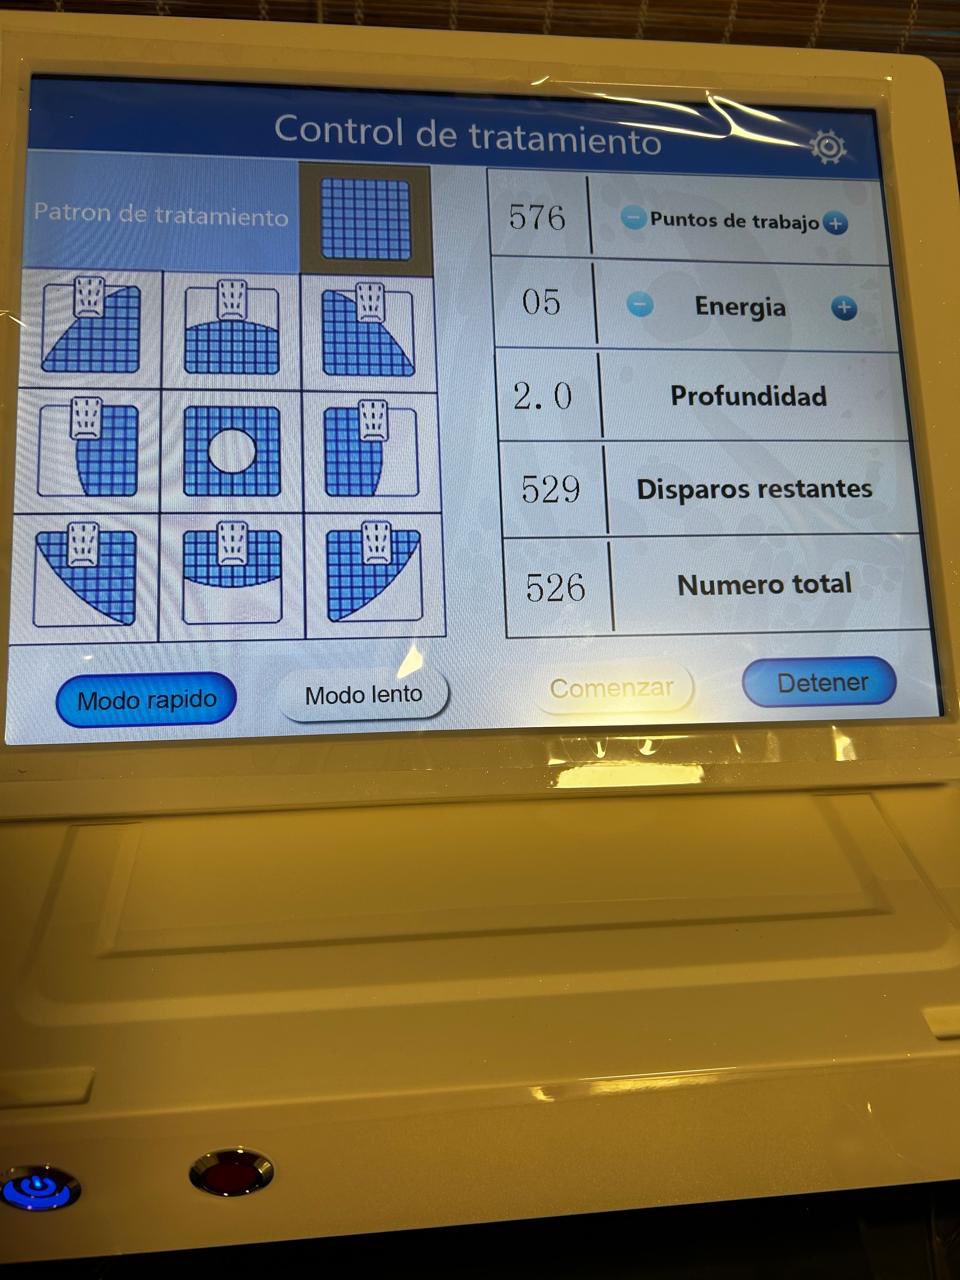 Control de tratamiento
Patron de tratamiento
576 Puntos de trabajo
05 Energia
2.0 Profundidad
529 Disparos restantes
526 Numero total
Modo rapido
Modo lento
Comenzar
Detener